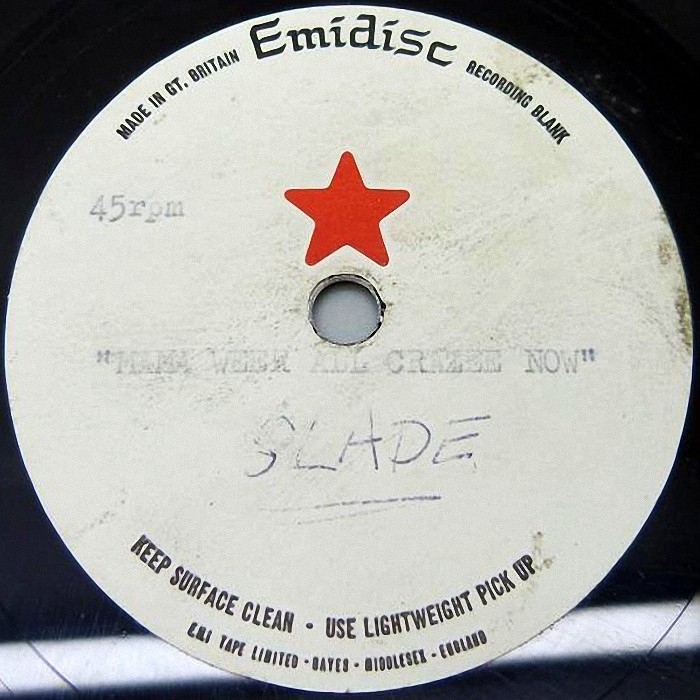 Emidisc
MADE IN GT. BRITAIN
RECORDING BLANK
45rpm
"MAMA WEER ALL CRAZEE NOW"
SLADE
KEEP SURFACE CLEAN • USE LIGHTWEIGHT PICK UP
EMI TAPE LIMITED • HAYES • MIDDLESEX • ENGLAND